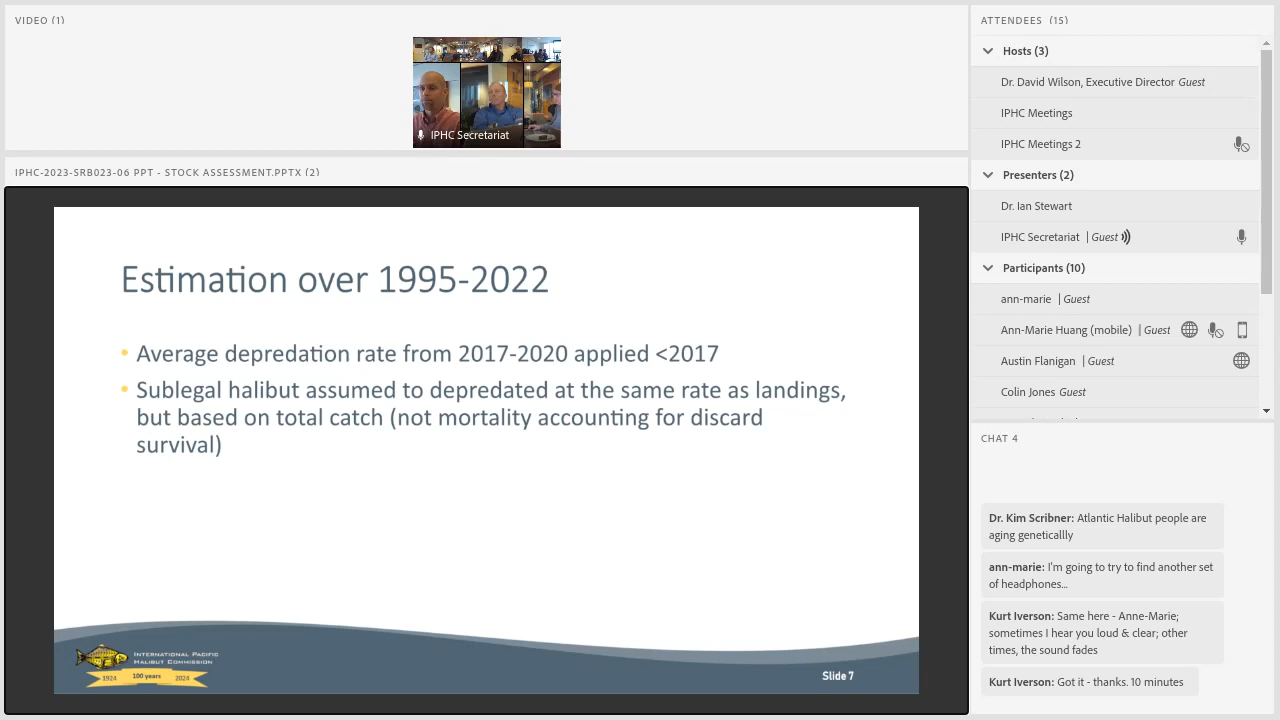 VIDEO (1)
IPHC Secretariat
IPHC-2023-SRB023-06 PPT - STOCK ASSESSMENT.PPTX (2)
Estimation over 1995-2022
• Average depredation rate from 2017-2020 applied <2017
• Sublegal halibut assumed to depredated at the same rate as landings,
but based on total catch (not mortality accounting for discard
survival)
INTERNATIONAL PACIFIC
HALIBUT COMMISSION
1924 100 years 2024
Slide 7
ATTENDEES (15)
Hosts (3)
Dr. David Wilson, Executive Director Guest
IPHC Meetings
IPHC Meetings 2
Presenters (2)
Dr. Ian Stewart
IPHC Secretariat | Guest
Participants (10)
ann-marie | Guest
Ann-Marie Huang (mobile) | Guest
Austin Flanigan | Guest
Colin Jones Guest
CHAT 4
Dr. Kim Scribner: Atlantic Halibut people are
aging geneticallly
ann-marie: I'm going to try to find another set
of headphones...
Kurt Iverson: Same here - Anne-Marie;
sometimes I hear you loud & clear; other
times the sound fades
Kurt Iverson: Got it - thanks. 10 minutes